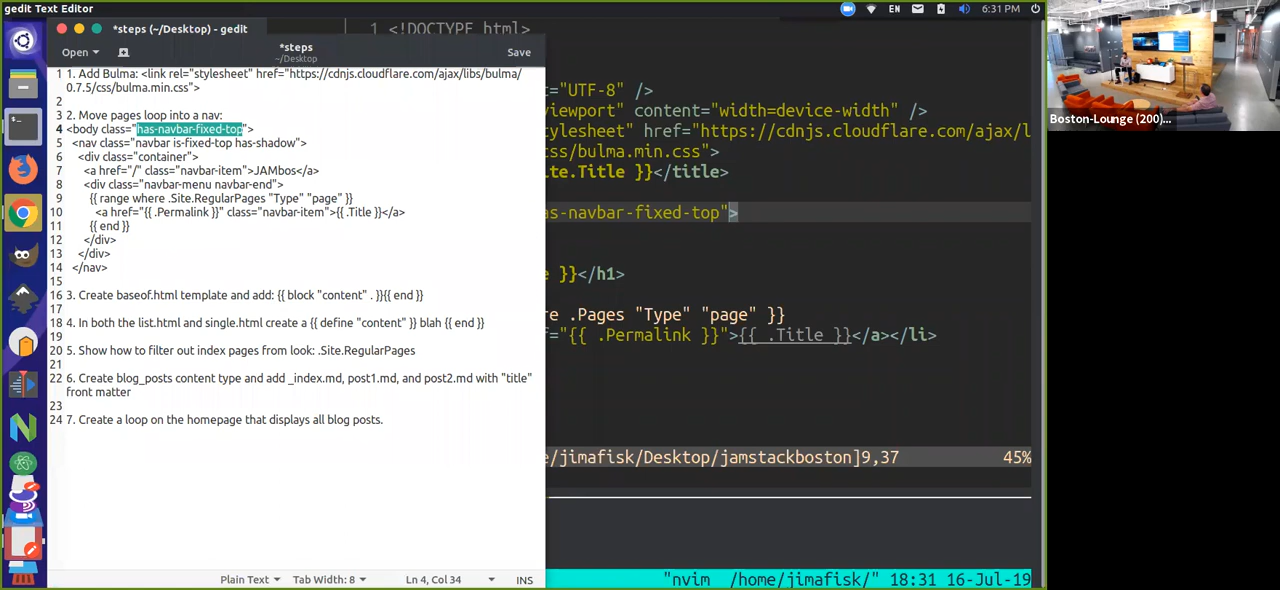 gedit Text Editor
EN
6:31 PM
*steps (~/Desktop) - gedit
Open
*steps
~/Desktop
Save
1 1. Add Bulma: <link rel="stylesheet" href="https://cdnjs.cloudflare.com/ajax/libs/bulma/
0.7.5/css/bulma.min.css">
2
3 2. Move pages loop into a nav:
4 <body class="has-navbar-fixed-top">
5 <nav class="navbar is-fixed-top has-shadow">
6 <div class="container">
7 <a href="/" class="navbar-item">JAMbos</a>
8 <div class="navbar-menu navbar-end">
9 {{ range where .Site.RegularPages "Type" "page" }}
10 <a href="{{ .Permalink }}" class="navbar-item">{{ .Title }}</a>
11 {{ end }}
12 </div>
13 </div>
14 </nav>
15
16 3. Create baseof.html template and add: {{ block "content" . }}{{ end }}
17
18 4. In both the list.html and single.html create a {{ define "content" }} blah {{ end }}
19
20 5. Show how to filter out index pages from look: .Site.RegularPages
21
22 6. Create blog_posts content type and add _index.md, post1.md, and post2.md with "title"
front matter
23
24 7. Create a loop on the homepage that displays all blog posts.
Plain Text
Tab Width: 8
Ln 4, Col 34
INS
1 <!DOCTYPE html>
="UTF-8" />
viewport" content="width=device-width" />
stylesheet" href="https://cdnjs.cloudflare.com/ajax/l
css/bulma.min.css">
ite.Title }}</title>
as-navbar-fixed-top">
e }}</h1>
re .Pages "Type" "page" }}
f="{{ .Permalink }}">{{ .Title }}</a></li>
e/jimafisk/Desktop/jamstackboston]9,37
45%
"nvim /home/jimafisk/" 18:31 16-Jul-19
Boston-Lounge (200)...